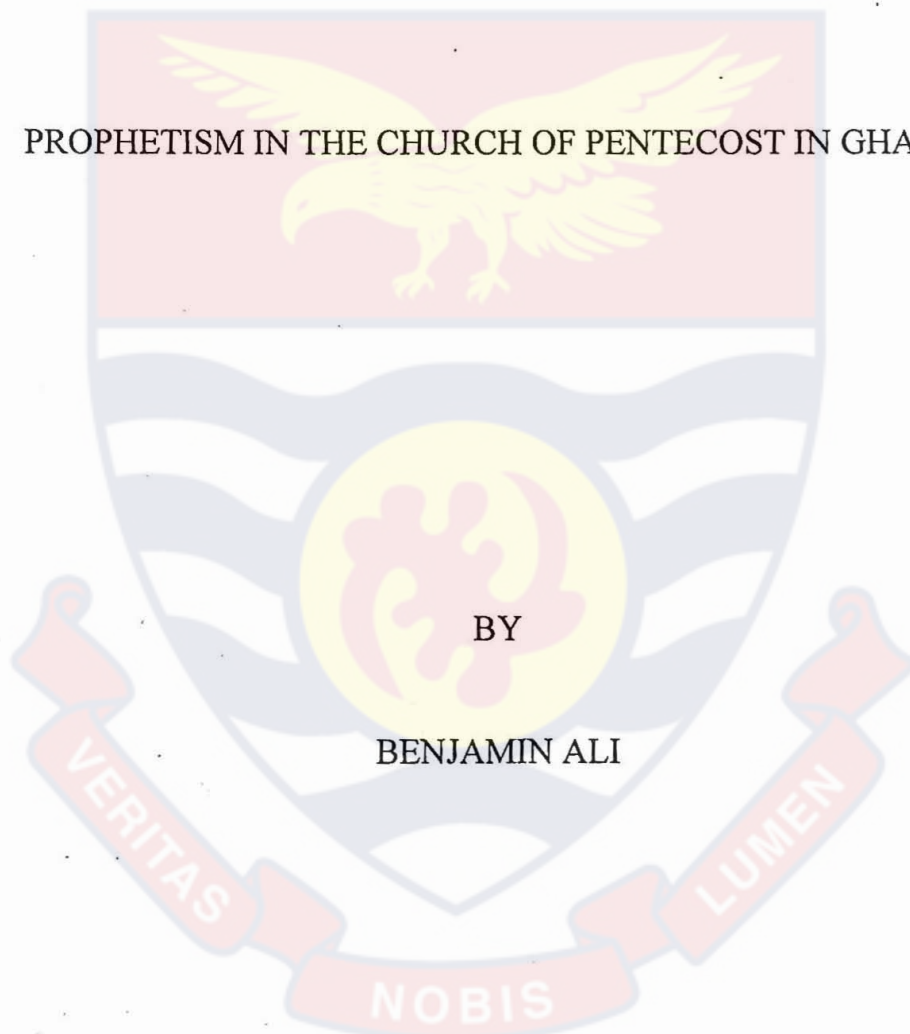 PROPHETISM IN THE CHURCH OF PENTECOST IN GHA
BY
BENJAMIN ALI
VERITAS
NOBIS
LUMEN